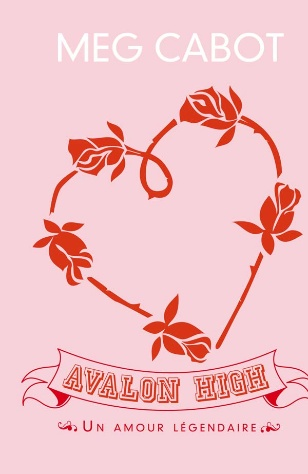 MEG CABOT
AVALON HIGH
UN AMOUR LÉGENDAIRE